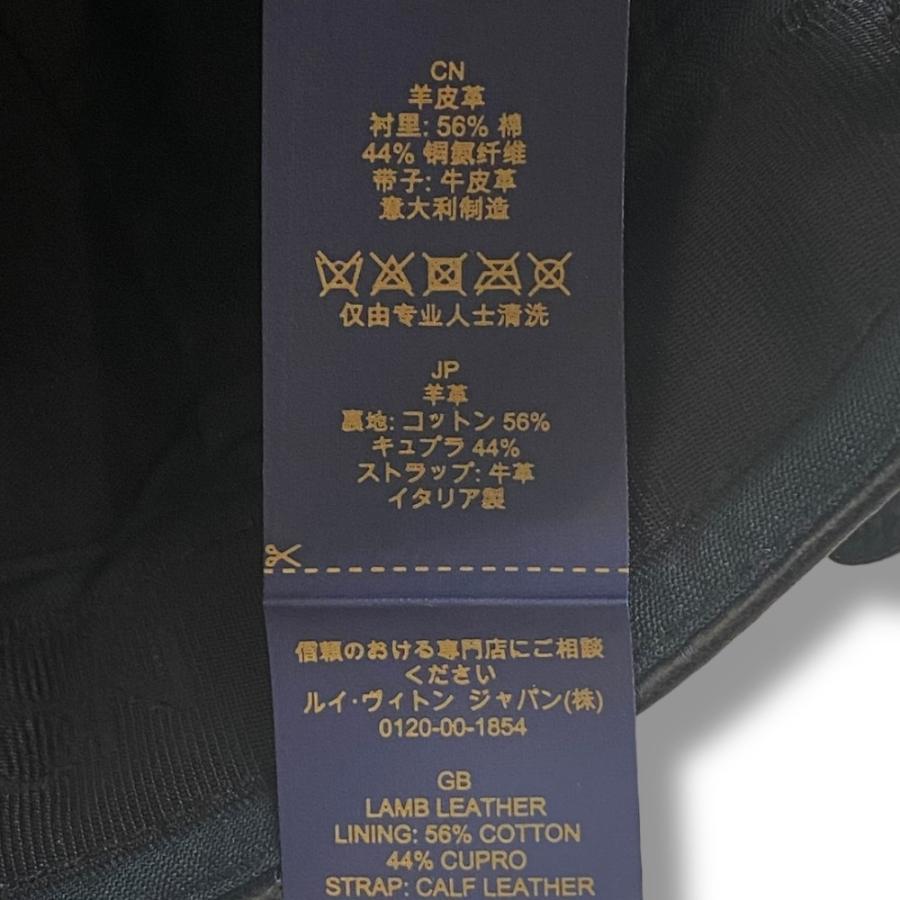 CN
羊皮革
衬里: 56% 棉
44% 铜氨纤维
带子: 牛皮革
意大利制造
仅由专业人士清洗
JP
羊革
裏地: コットン 56%
キュプラ 44%
ストラップ: 牛革
イタリア製
信頼のおける専門店にご相談
ください
ルイ・ヴィトン ジャパン(株)
0120-00-1854
GB
LAMB LEATHER
LINING: 56% COTTON
44% CUPRO
STRAP: CALF LEATHER